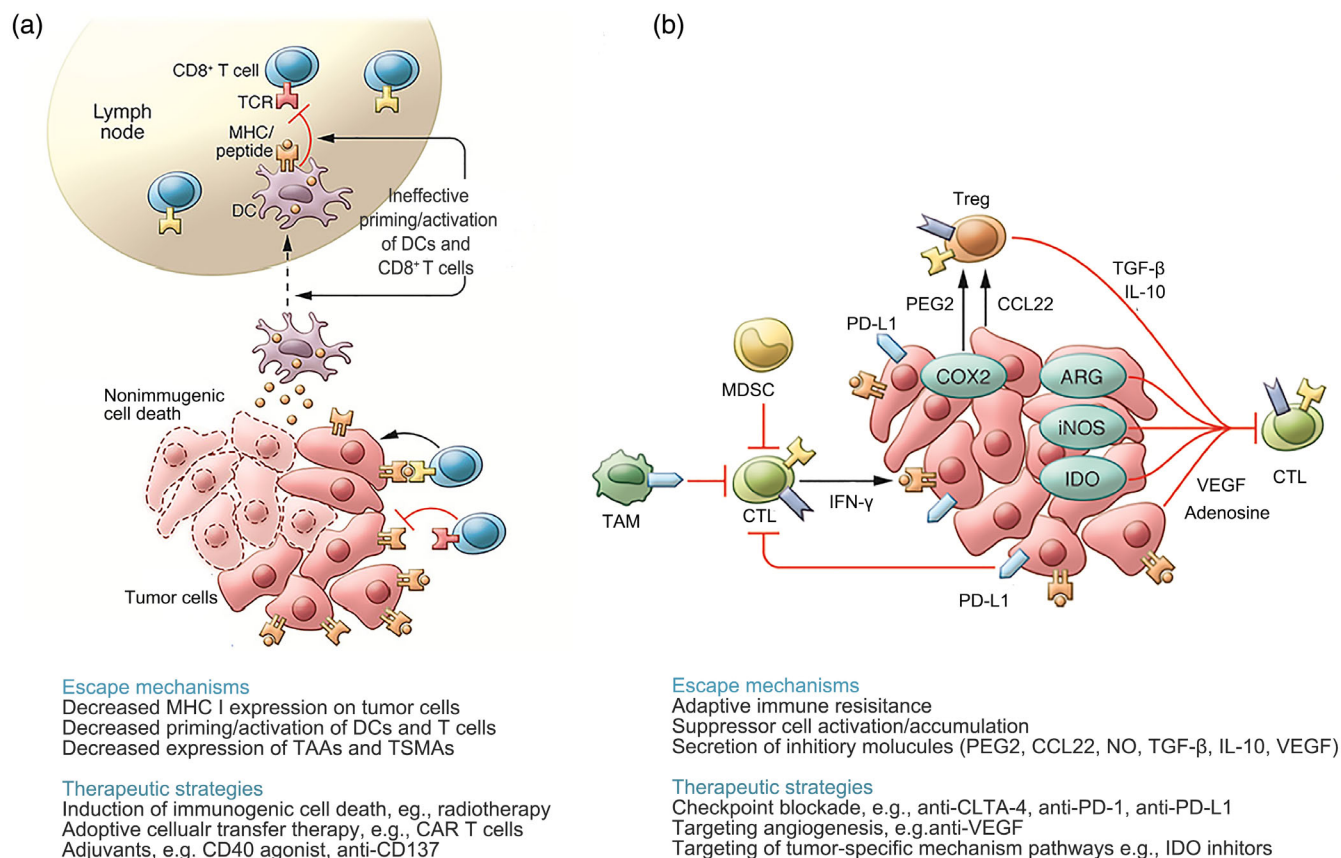 (a)
CD8⁺ T cell
TCR
Lymph
node
MHC/
peptide
DC
Ineffective
priming/activation
of DCs and
CD8⁺ T cells
Nonimmugenic
cell death
Tumor cells
Escape mechanisms
Decreased MHC I expression on tumor cells
Decreased priming/activation of DCs and T cells
Decreased expression of TAAs and TSMAs
Therapeutic strategies
Induction of immunogenic cell death, eg., radiotherapy
Adoptive cellualr transfer therapy, e.g., CAR T cells
Adjuvants, e.g. CD40 agonist, anti-CD137
(b)
Treg
TGF-β
IL-10
PEG2
CCL22
PD-L1
MDSC
COX2
ARG
iNOS
IDO
CTL
TAM
CTL
IFN-γ
VEGF
Adenosine
PD-L1
Escape mechanisms
Adaptive immune resisitance
Suppressor cell activation/accumulation
Secretion of inhitiory molucules (PEG2, CCL22, NO, TGF-β, IL-10, VEGF)
Therapeutic strategies
Checkpoint blockade, e.g., anti-CLTA-4, anti-PD-1, anti-PD-L1
Targeting angiogenesis, e.g.anti-VEGF
Targeting of tumor-specific mechanism pathways e.g., IDO inhitors